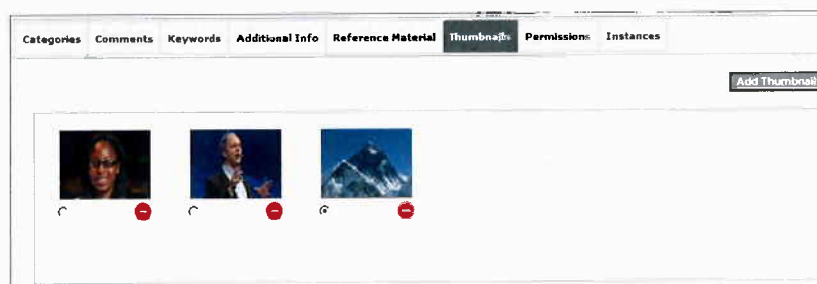 Categories Comments Keywords Additional Info Reference Material Thumbnails Permissions Instances
Add Thumbnail